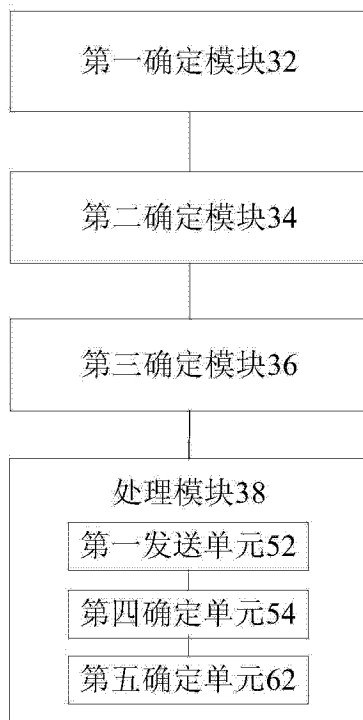 第一确定模块32
第二确定模块34
第三确定模块36
处理模块38
第一发送单元52
第四确定单元54
第五确定单元62